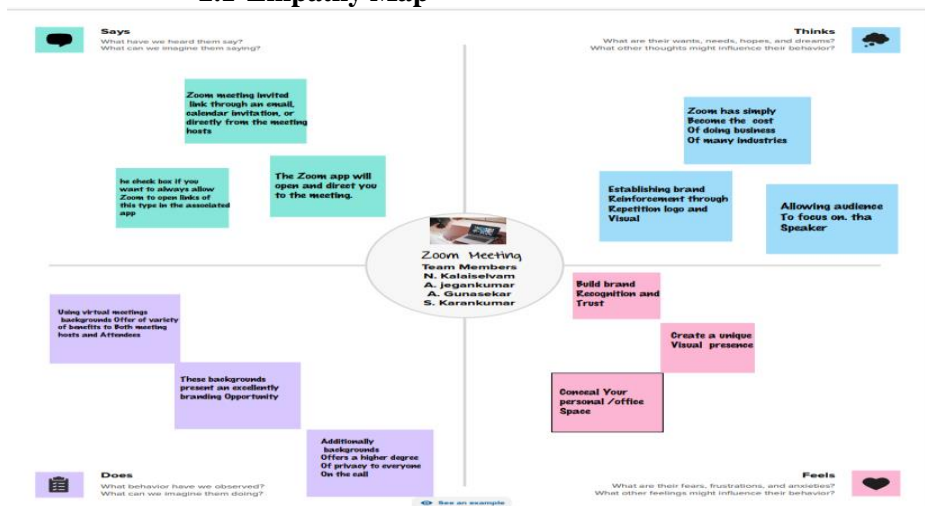 2.1 Empathy Map
Says
What have we heard them say?
What can we imagine them saying?
Thinks
What are their wants, needs, hopes, and dreams?
What other thoughts might influence their behavior?
Zoom meeting invited
link through an email,
calendar invitation, or
directly from the meeting
hosts
he check box if you
want to always allow
Zoom to open links of
this type in the associated
app
The Zoom app will
open and direct you
to the meeting.
Zoom has simply
Become the cost
Of doing business
Of many industries
Establishing brand
Reinforcement through
Repetition logo and
Visual
Allowing audience
To focus on. tha
Speaker
Zoom Meeting
Team Members
N. Kalaiselvam
A. jegankumar
A. Gunasekar
S. Karankumar
Using virtual meetings
backgrounds Offer of variety
of benefits to Both meeting
hosts and Attendees
These backgrounds
present an excellently
branding Opportunity
Additionally
backgrounds
Offers a higher degree
Of privacy to everyone
On the call
Build brand
Recognition and
Trust
Create a unique
Visual presence
Conceal Your
personal /office
Space
Does
What behavior have we observed?
What can we imagine them doing?
Feels
What are their fears, frustrations, and anxieties?
What other feelings might influence their behavior?
See an example